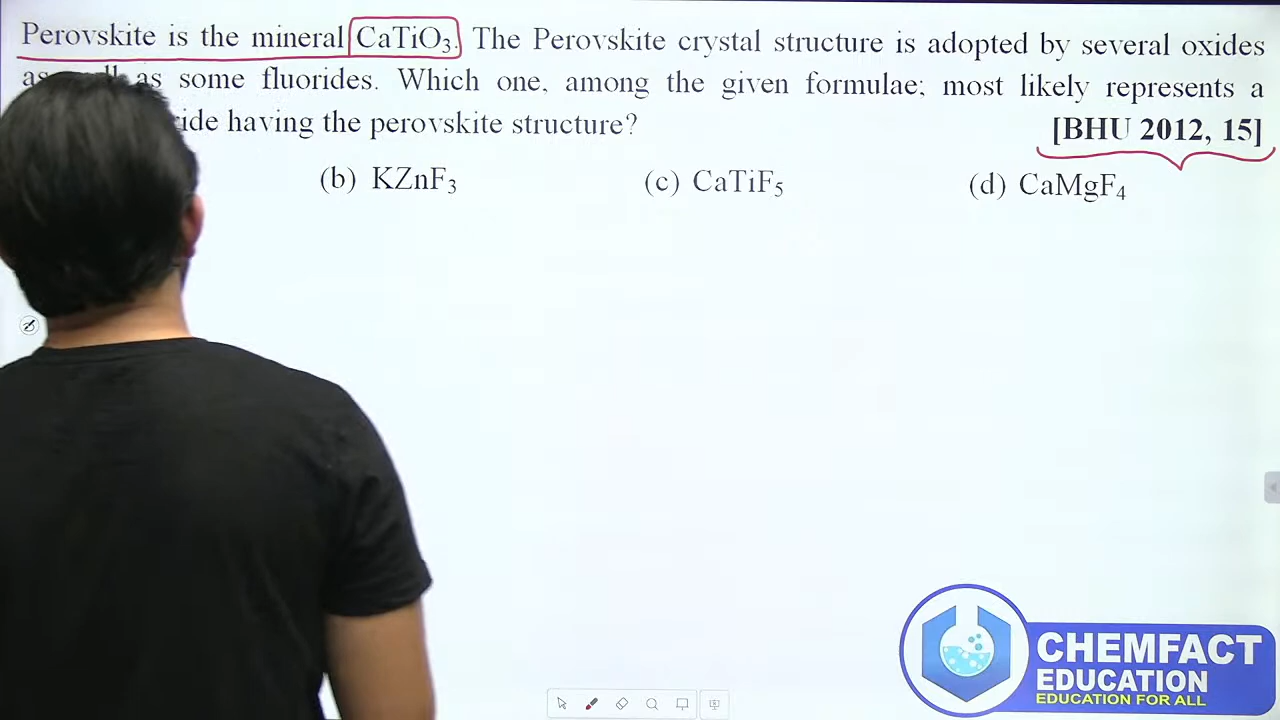 Perovskite is the mineral CaTiO₃. The Perovskite crystal structure is adopted by several oxides
as some fluorides. Which one, among the given formulae; most likely represents a
having the perovskite structure? [BHU 2012, 15]
(b) KZnF₃ (c) CaTiF₅ (d) CaMgF₄
CHEMFACT
EDUCATION
EDUCATION FOR ALL